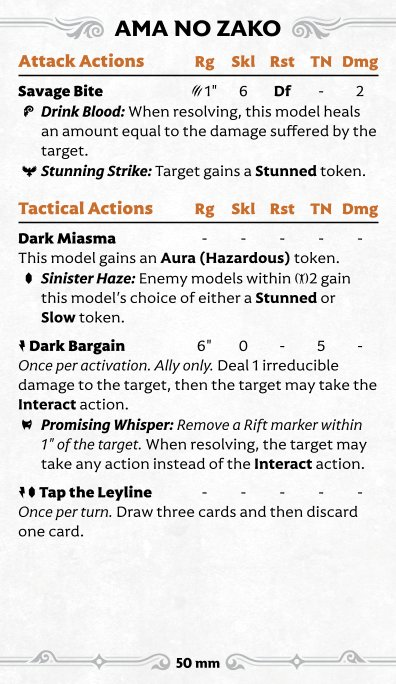 AMA NO ZAKO
Attack Actions Rg Skl Rst TN Dmg
Savage Bite 1" 6 Df - 2
Drink Blood: When resolving, this model heals
an amount equal to the damage suffered by the
target.
Stunning Strike: Target gains a Stunned token.
Tactical Actions Rg Skl Rst TN Dmg
Dark Miasma - - - - -
This model gains an Aura (Hazardous) token.
Sinister Haze: Enemy models within 2 gain
this model's choice of either a Stunned or
Slow token.
Dark Bargain 6" 0 - 5 -
Once per activation. Ally only. Deal 1 irreducible
damage to the target, then the target may take the
Interact action.
Promising Whisper: Remove a Rift marker within
1" of the target. When resolving, the target may
take any action instead of the Interact action.
Tap the Leyline - - - - -
Once per turn. Draw three cards and then discard
one card.
50 mm